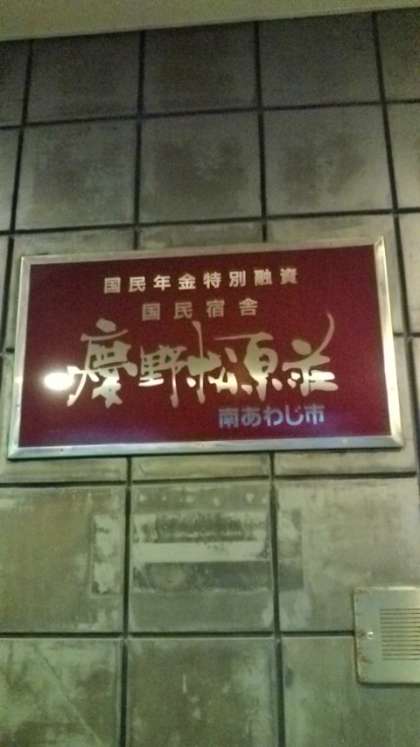 国民年金特別融資
国民宿舎
慶野松原荘
南あわじ市